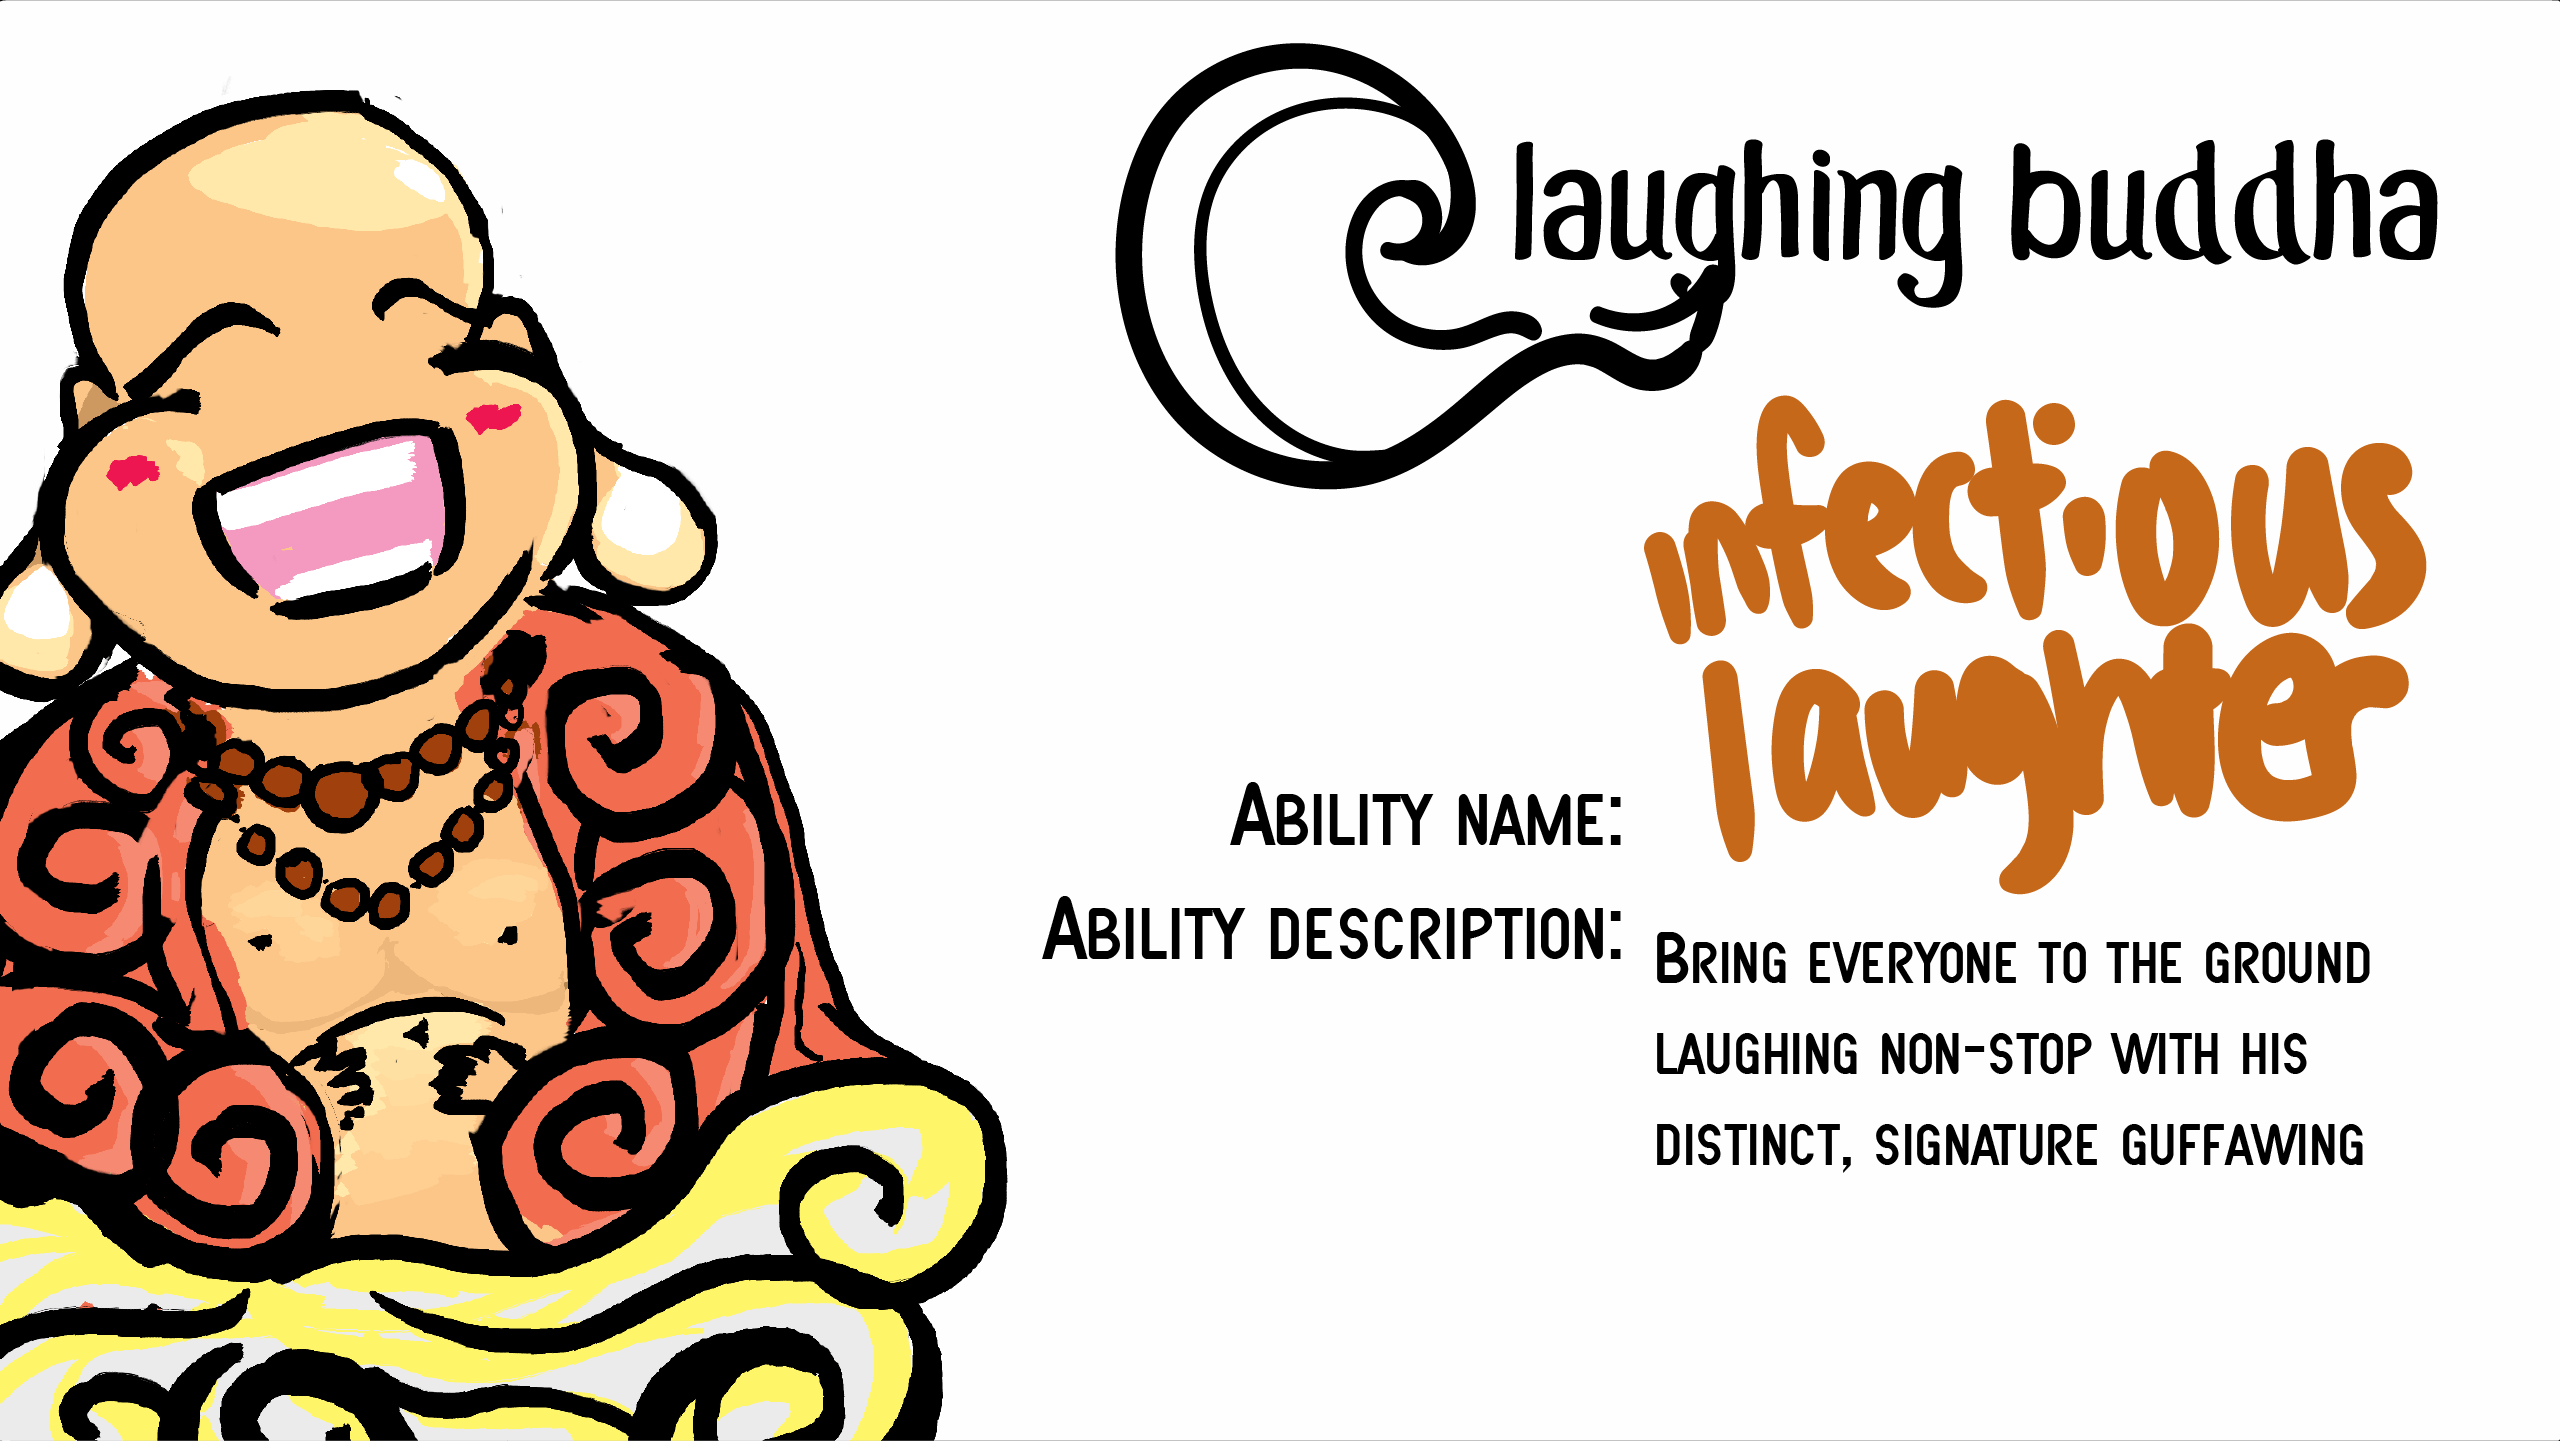 laughing buddha
infectious
laughter
Ability name:
Ability description:
Bring everyone to the ground
laughing non-stop with his
distinct, signature guffawing